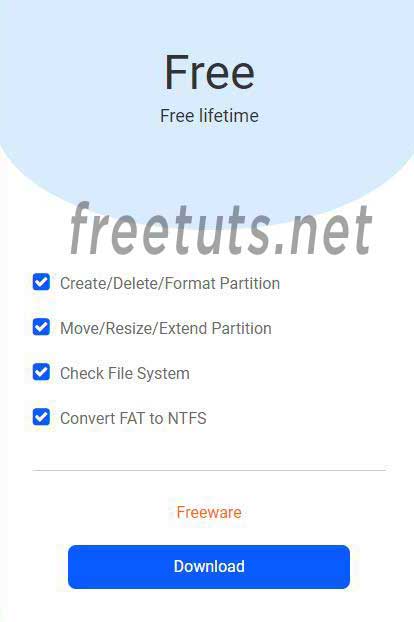 Free
Free lifetime
freetuts.net
Create/Delete/Format Partition
Move/Resize/Extend Partition
Check File System
Convert FAT to NTFS
Freeware
Download